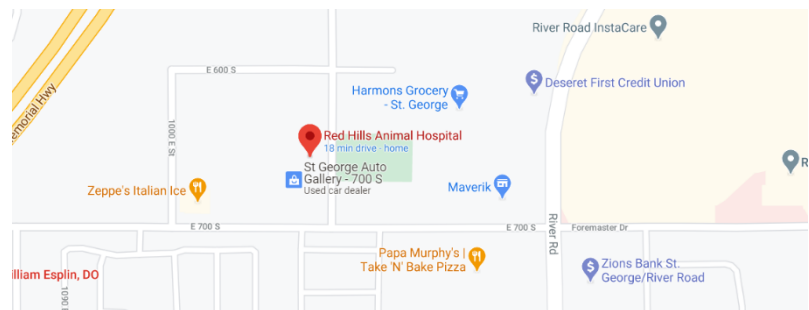 River Road InstaCare
E 600 S
Deseret First Credit Union
Harmons Grocery
- St. George
emorial Hwy
1000 E St
Red Hills Animal Hospital
18 min drive - home
R
St George Auto
Gallery - 700 S
Used car dealer
Zeppe's Italian Ice
Maverik
E 700 S
E 700 S
Foremaster Dr
River Rd
Papa Murphy's |
Take 'N' Bake Pizza
Zions Bank St.
George/River Road
illiam Esplin, DO
1090